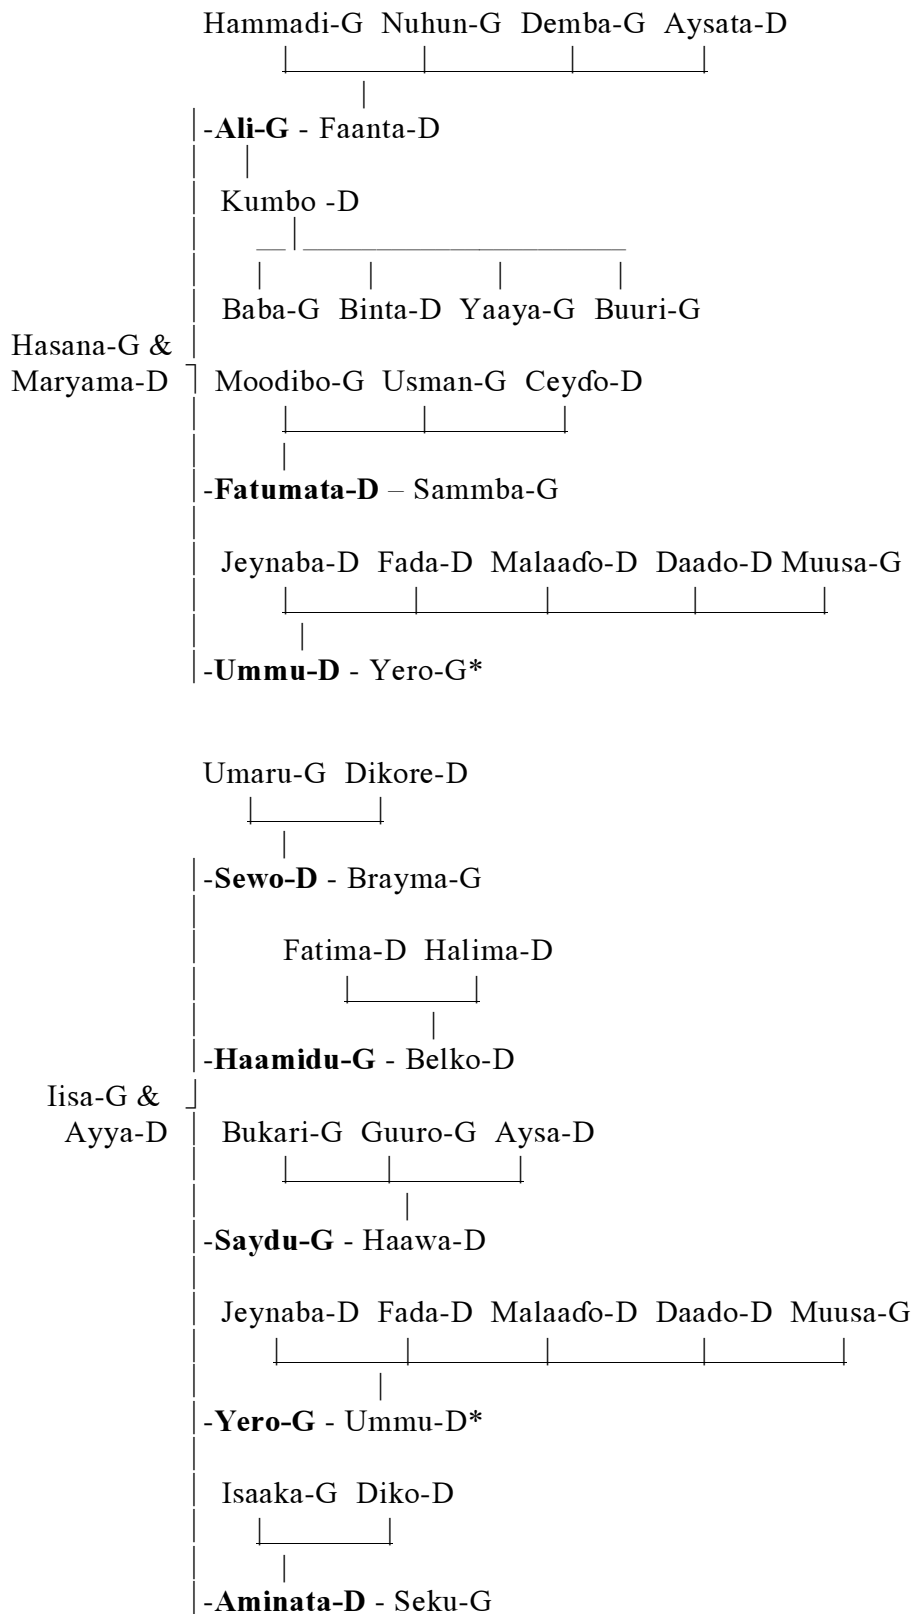 Hammadi-G Nuhun-G Demba-G Aysata-D
-Ali-G - Faanta-D
Kumbo -D
Baba-G Binta-D Yaaya-G Buuri-G
Hasana-G &
Maryama-D
Moodibo-G Usman-G Ceyɗo-D
-Fatumata-D – Sammba-G
Jeynaba-D Fada-D Malaaɗo-D Daado-D Muusa-G
-Ummu-D - Yero-G*
Umaru-G Dikore-D
-Sewo-D - Brayma-G
Fatima-D Halima-D
-Haamidu-G - Belko-D
Iisa-G &
Ayya-D
Bukari-G Guuro-G Aysa-D
-Saydu-G - Haawa-D
Jeynaba-D Fada-D Malaaɗo-D Daado-D Muusa-G
-Yero-G - Ummu-D*
Isaaka-G Diko-D
-Aminata-D - Seku-G